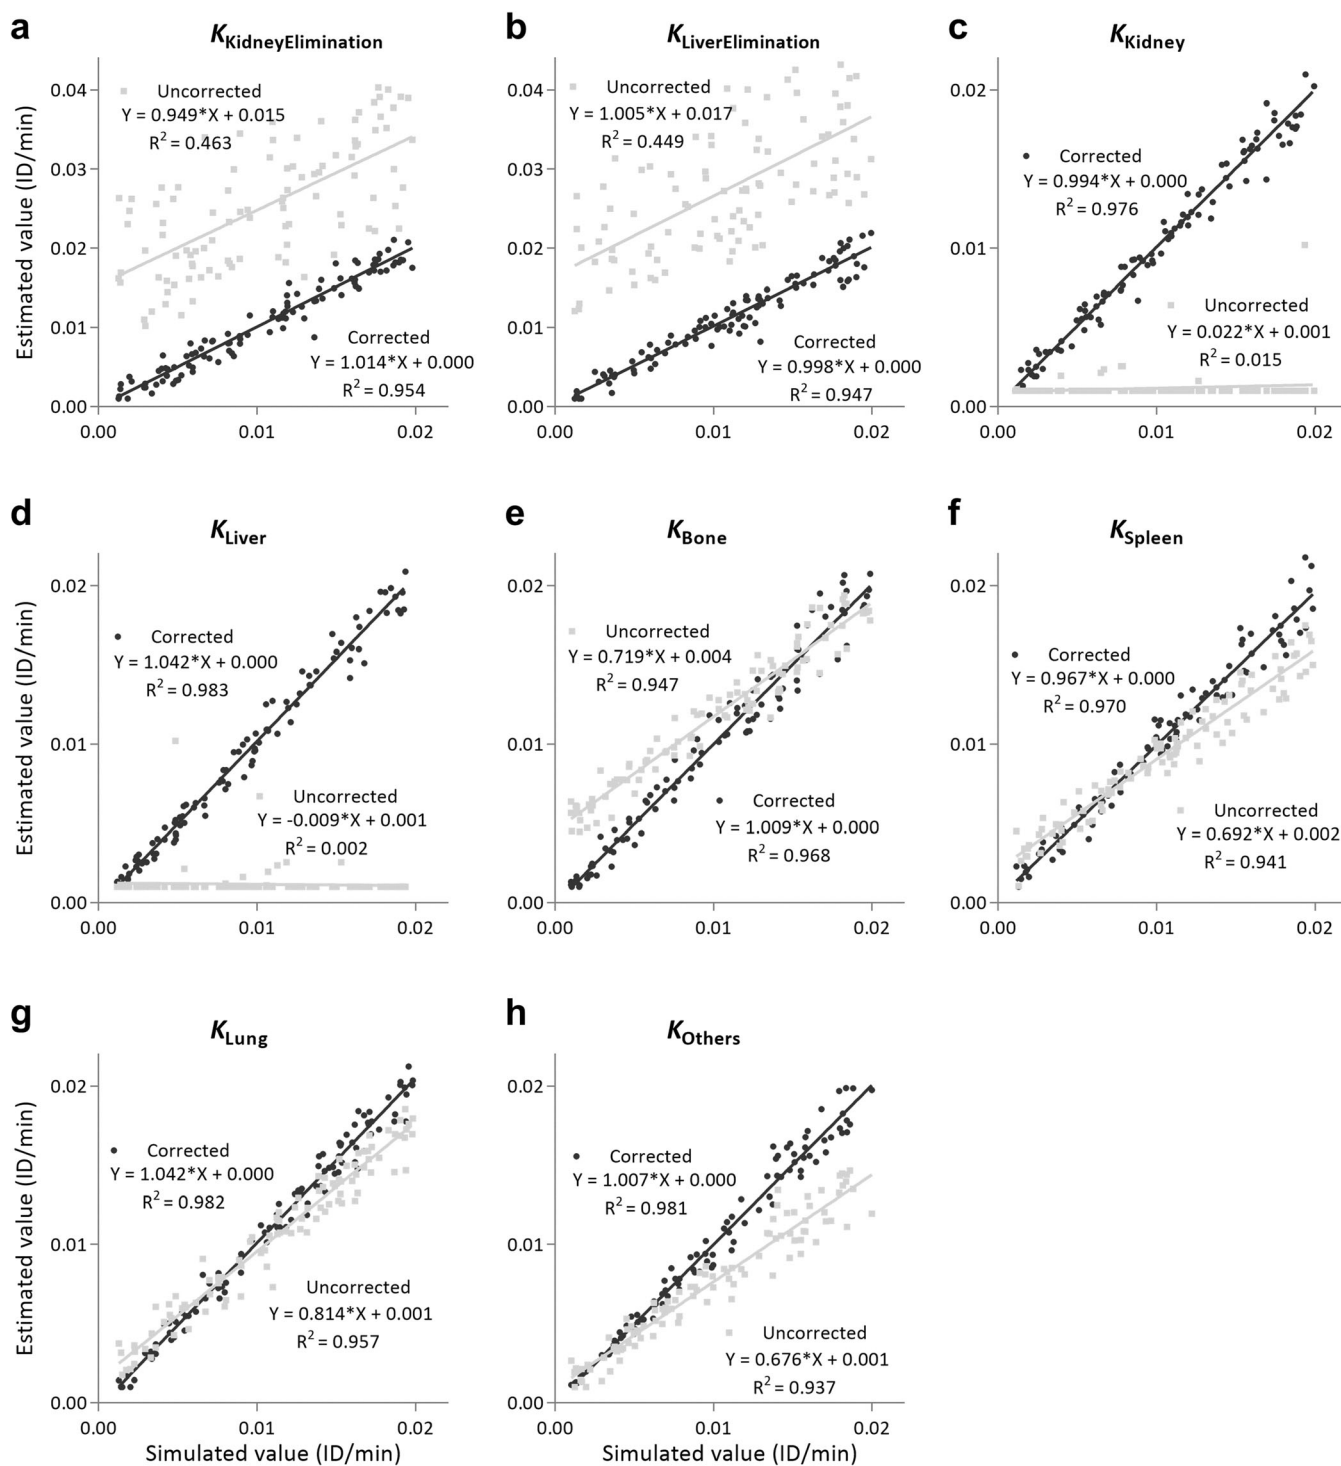 a
K KidneyElimination
Estimated value (ID/min)
0.04
0.03
0.02
0.01
0.00
Uncorrected
Y = 0.949*X + 0.015
R² = 0.463
Corrected
Y = 1.014*X + 0.000
R² = 0.954
0.00 0.01 0.02
b
K LiverElimination
0.04
0.03
0.02
0.01
0.00
Uncorrected
Y = 1.005*X + 0.017
R² = 0.449
Corrected
Y = 0.998*X + 0.000
R² = 0.947
0.00 0.01 0.02
c
K Kidney
0.02
0.01
0.00
Corrected
Y = 0.994*X + 0.000
R² = 0.976
Uncorrected
Y = 0.022*X + 0.001
R² = 0.015
0.00 0.01 0.02
d
K Liver
Estimated value (ID/min)
0.02
0.01
0.00
Corrected
Y = 1.042*X + 0.000
R² = 0.983
Uncorrected
Y = -0.009*X + 0.001
R² = 0.002
0.00 0.01 0.02
e
K Bone
0.02
0.01
0.00
Uncorrected
Y = 0.719*X + 0.004
R² = 0.947
Corrected
Y = 1.009*X + 0.000
R² = 0.968
0.00 0.01 0.02
f
K Spleen
0.02
0.01
0.00
Corrected
Y = 0.967*X + 0.000
R² = 0.970
Uncorrected
Y = 0.692*X + 0.002
R² = 0.941
0.00 0.01 0.02
g
K Lung
Estimated value (ID/min)
0.02
0.01
0.00
Corrected
Y = 1.042*X + 0.000
R² = 0.982
Uncorrected
Y = 0.814*X + 0.001
R² = 0.957
0.00 0.01 0.02
Simulated value (ID/min)
h
K Others
0.02
0.01
0.00
Corrected
Y = 1.007*X + 0.000
R² = 0.981
Uncorrected
Y = 0.676*X + 0.001
R² = 0.937
0.00 0.01 0.02
Simulated value (ID/min)